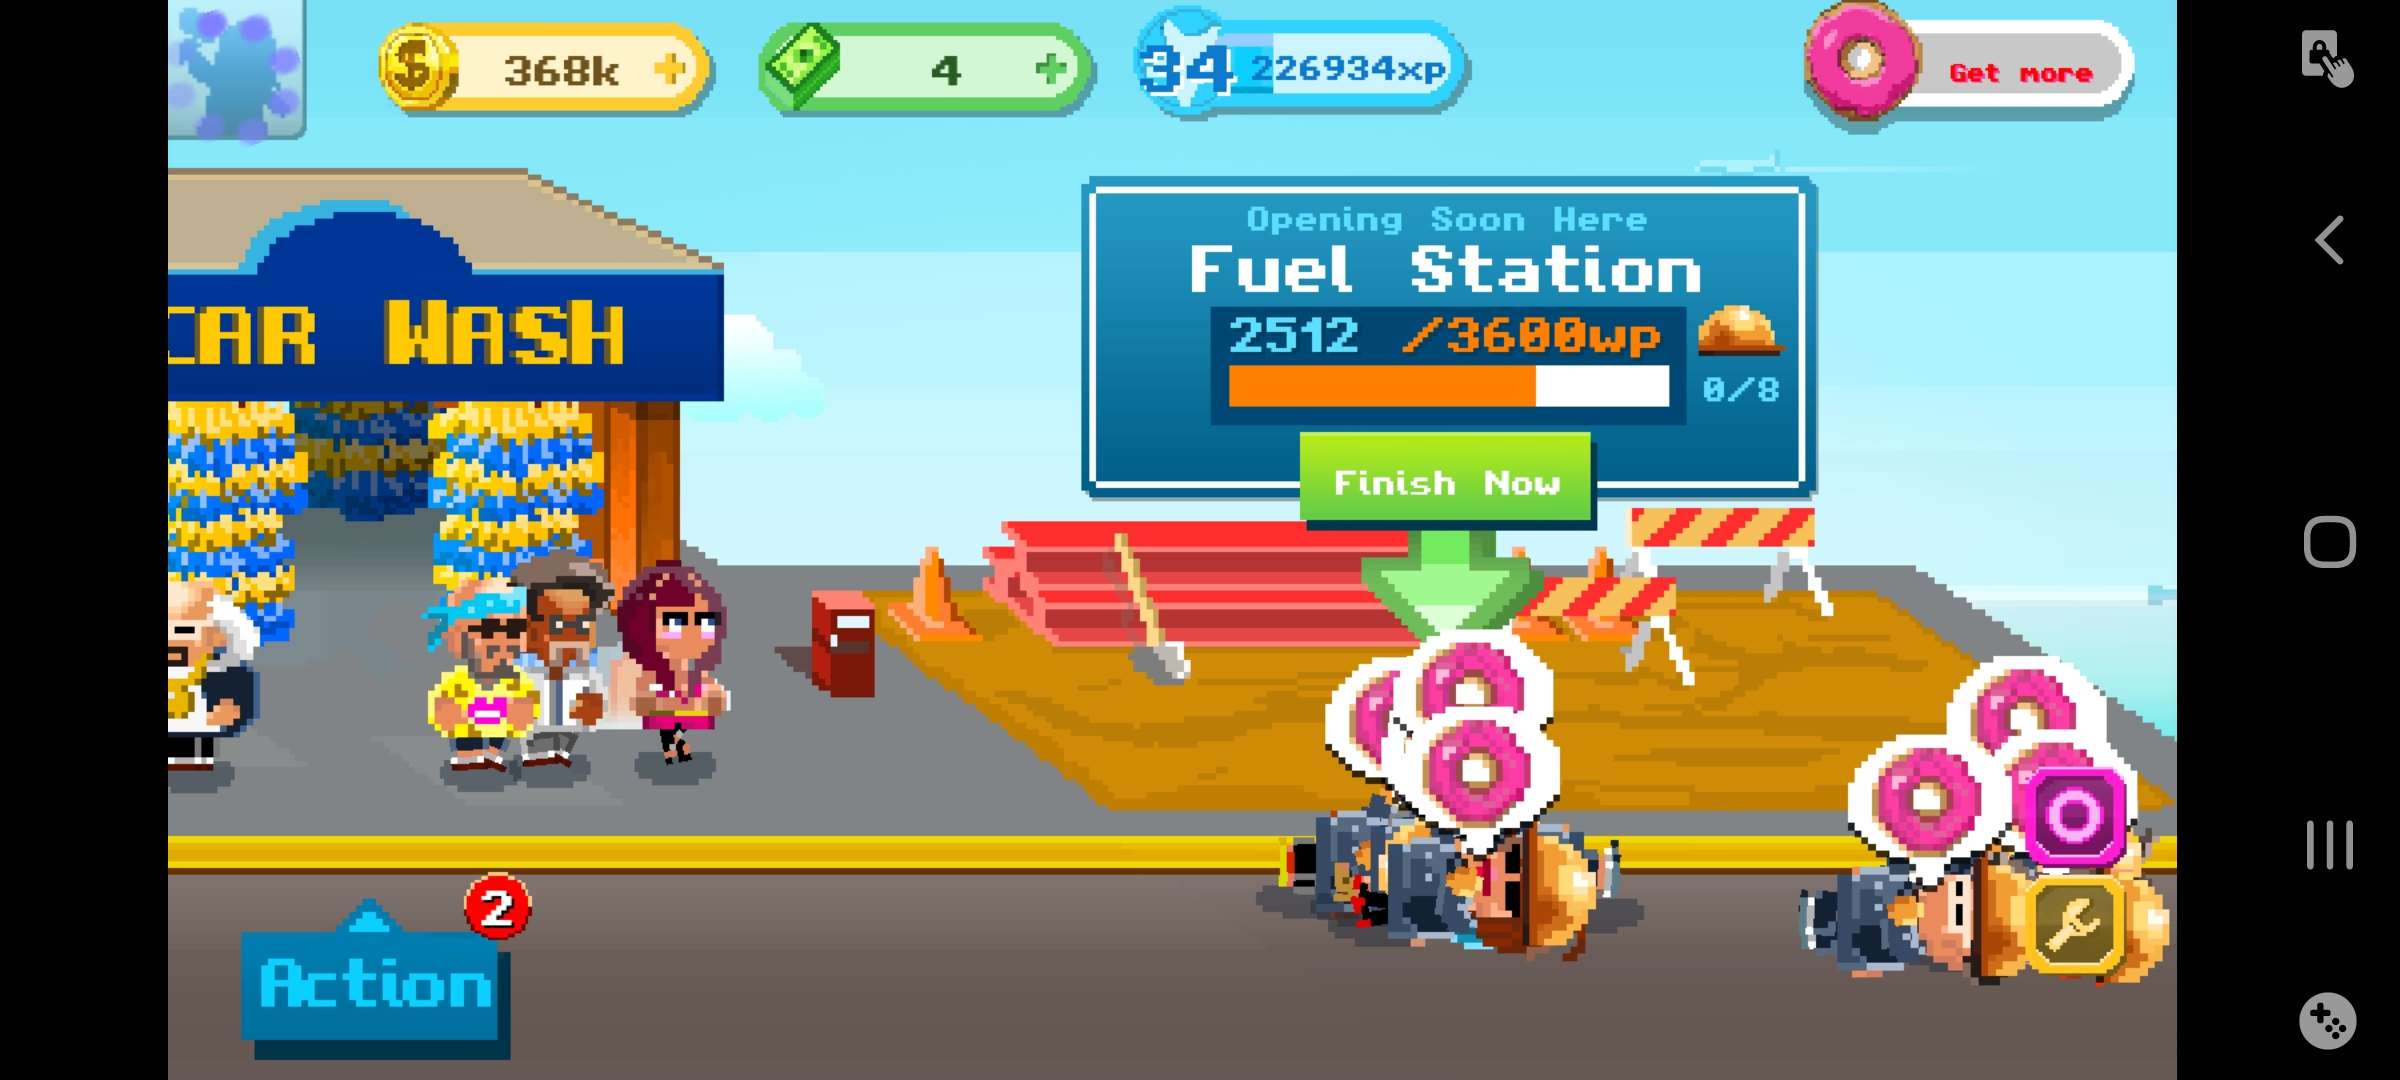 368k
4
34
226934xp
Get more
Opening Soon Here
Fuel Station
2512 /3600wp
0/8
Finish Now
CAR WASH
2
Action